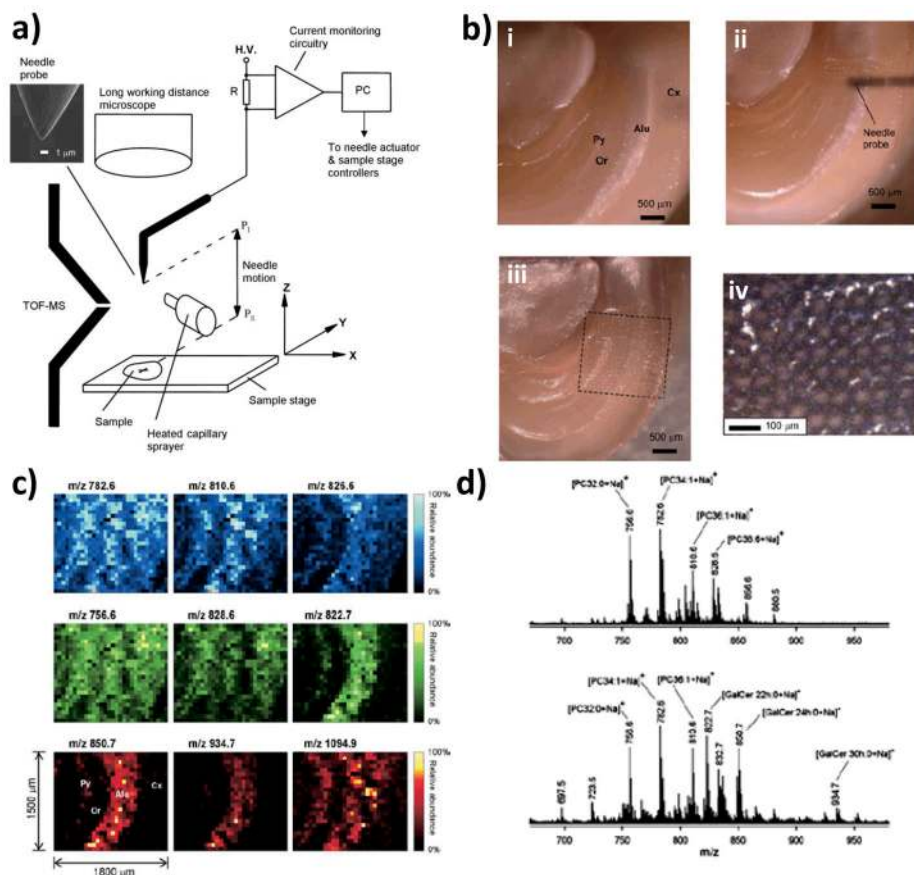 a)
Needle
probe
1 μm
Long working distance
microscope
H.V.
R
Current monitoring
circuitry
PC
To needle actuator
& sample stage
controllers
P₁
Needle
motion
P₂
TOF-MS
Z
Y
X
Sample
Sample stage
Heated capillary
sprayer
b)
i
Cx
Alu
Py
Or
500 μm
ii
Needle
probe
500 μm
iii
500 μm
iv
100 μm
c)
m/z 782.6
m/z 810.6
m/z 826.6
100%
Relative abundance
0%
m/z 756.6
m/z 828.6
m/z 822.7
100%
Relative abundance
0%
m/z 850.7
m/z 934.7
m/z 1094.9
100%
Relative abundance
0%
Py
Alu
Cx
Or
1500 μm
1800 μm
d)
[PC32:0+Na]⁺
[PC34:1+Na]⁺
[PC36:1+Na]⁺
[PC38:6+Na]⁺
756.6
782.6
810.6
828.5
856.6
880.5
700
750
800
850
900
950
[PC34:1+Na]⁺
[PC36:1+Na]⁺
[PC32:0+Na]⁺
[GalCer 22h:0+Na]⁺
[GalCer 24h:0+Na]⁺
[GalCer 30h:0+Na]⁺
697.5
723.5
756.6
782.6
810.6
822.7
832.7
850.7
934.7
700
750
800
850
900
950
m/z